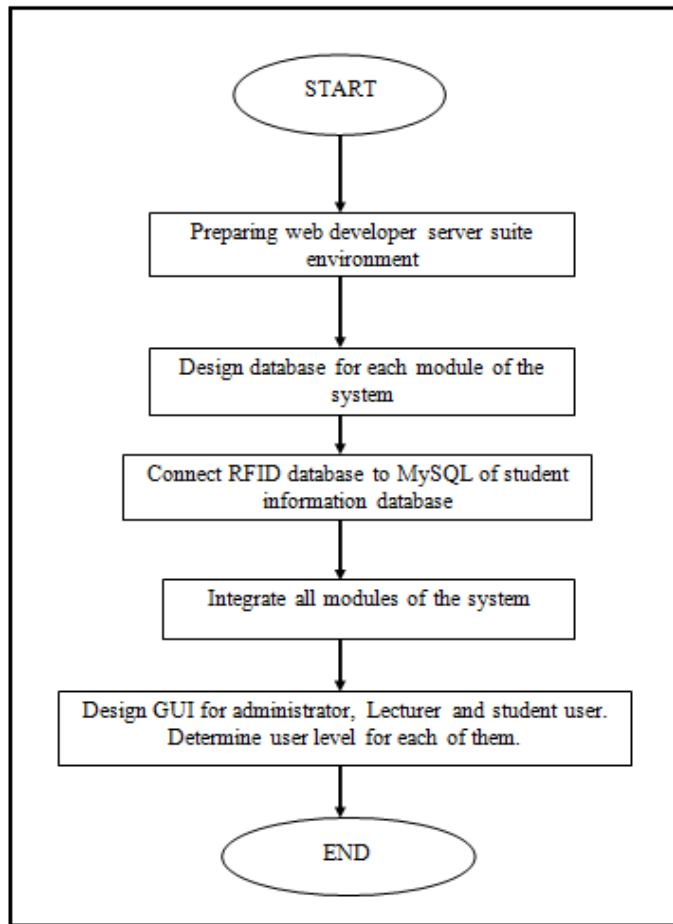 START
Preparing web developer server suite
environment
Design database for each module of the
system
Connect RFID database to MySQL of student
information database
Integrate all modules of the system
Design GUI for administrator, Lecturer and student user.
Determine user level for each of them.
END